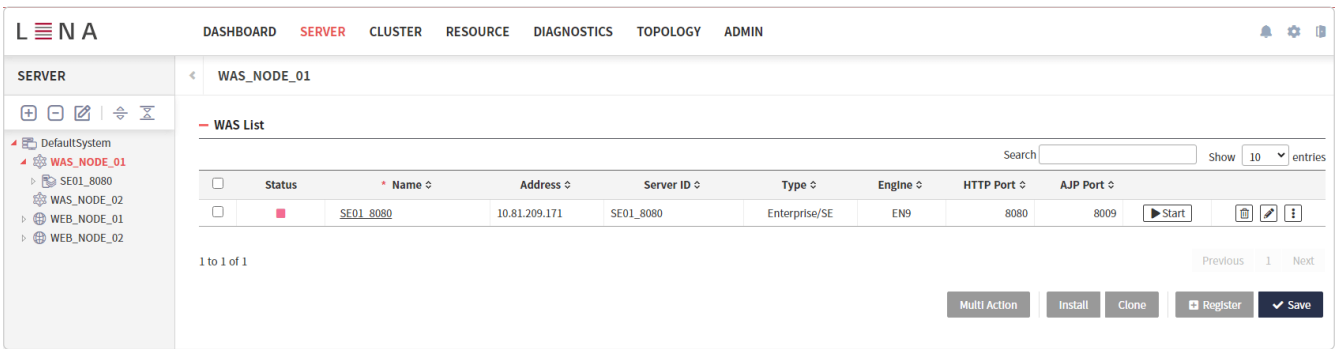 LENA
DASHBOARD SERVER CLUSTER RESOURCE DIAGNOSTICS TOPOLOGY ADMIN
SERVER
WAS_NODE_01
DefaultSystem
WAS_NODE_01
SE01_8080
WAS_NODE_02
WEB_NODE_01
WEB_NODE_02
WAS List
Search Show 10 entries
Status * Name Address Server ID Type Engine HTTP Port AJP Port
SE01_8080 10.81.209.171 SE01_8080 Enterprise/SE EN9 8080 8009 Start
1 to 1 of 1
Previous 1 Next
Multi Action Install Clone Register Save